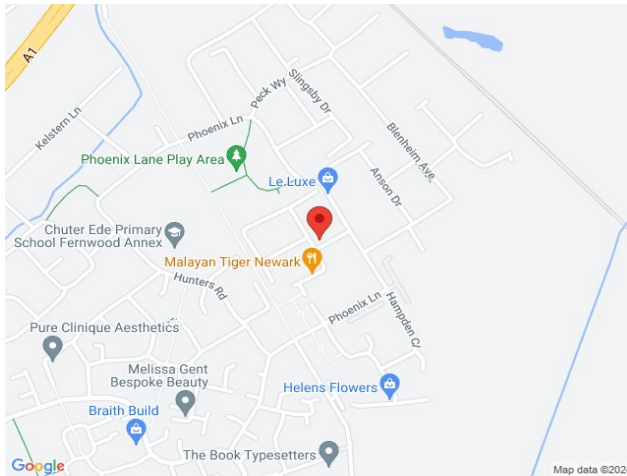 A1
Kelstern Ln
Peck Wy
Slingsby Dr
Phoenix Ln
Blenheim Ave
Phoenix Lane Play Area
Le Luxe
Anson Dr
Chuter Ede Primary
School Fernwood Annex
Malayan Tiger Newark
Hunters Rd
Phoenix Ln
Hampden C/
Pure Clinique Aesthetics
Melissa Gent
Bespoke Beauty
Helens Flowers
Braith Build
The Book Typesetters
Google
Map data ©202